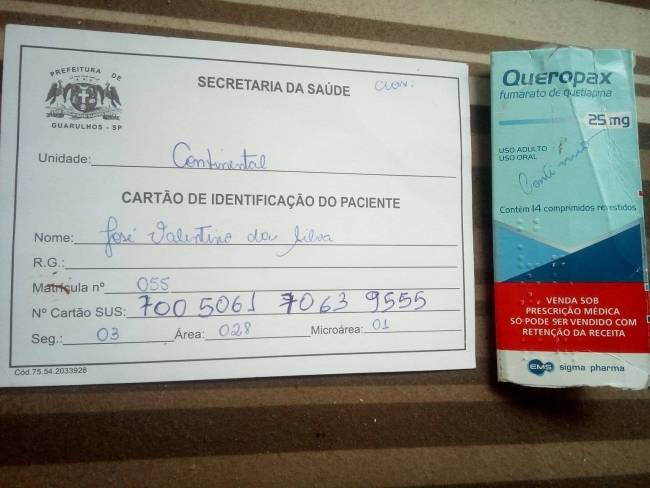 PREFEITURA DE
GUARULHOS - SP
SECRETARIA DA SAÚDE
Unidade: Continental
CARTÃO DE IDENTIFICAÇÃO DO PACIENTE
Nome: José Valentino da Silva
R.G.:
Matrícula nº 055
Nº Cartão SUS: 700 5061 7063 9555
Seg.: 03 Área: 028 Microárea: 01
Cód.75.54.2033928
Queropax
fumarato de quetiapina
25 mg
USO ADULTO
USO ORAL
Contém 14 comprimidos revestidos
VENDA SOB
PRESCRIÇÃO MÉDICA
SÓ PODE SER VENDIDO COM
RETENÇÃO DA RECEITA
EMS sigma pharma